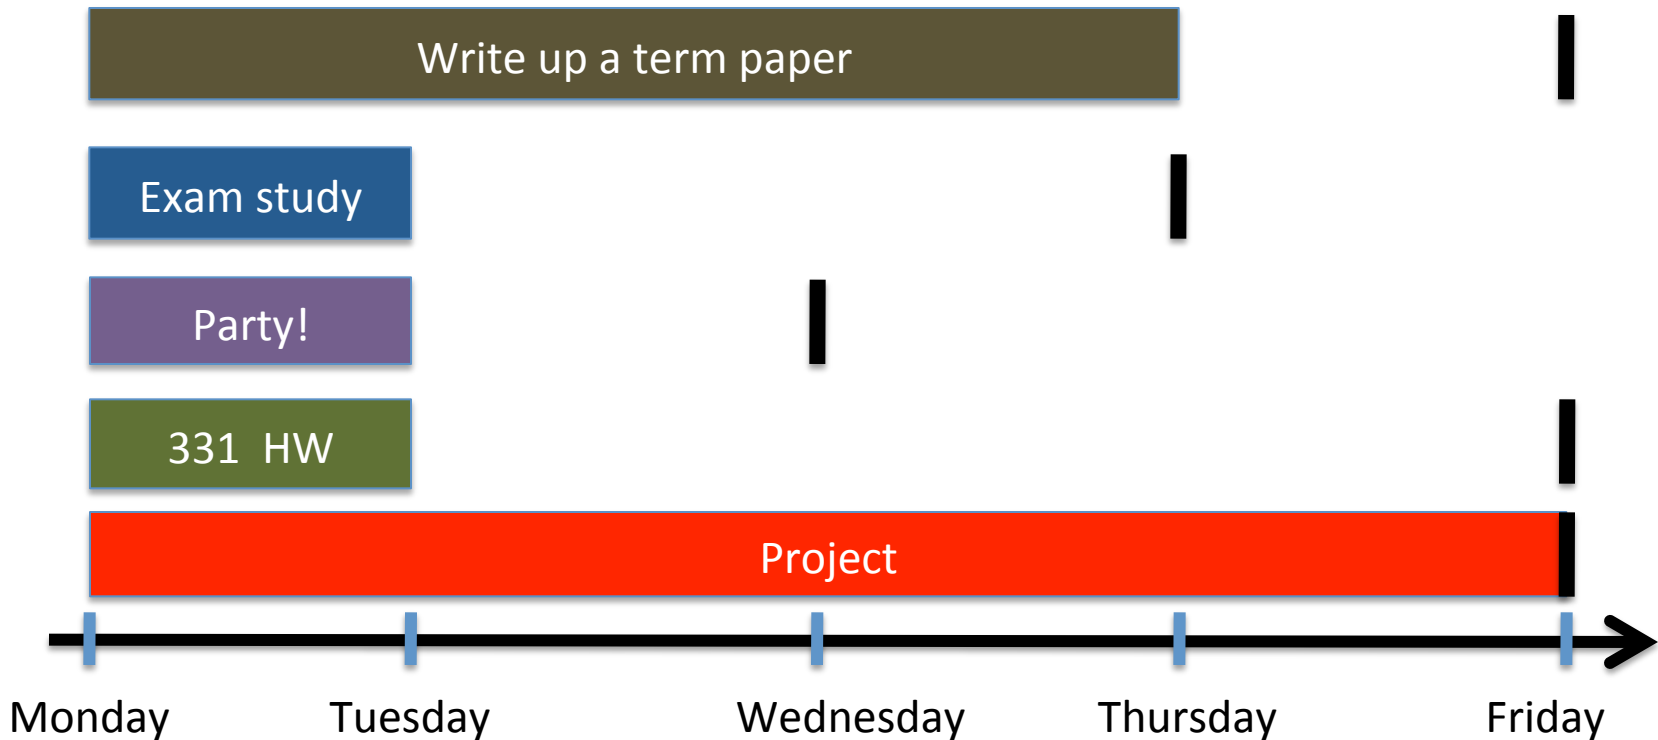 Write up a term paper
Exam study
Party!
331 HW
Project
Monday Tuesday Wednesday Thursday Friday